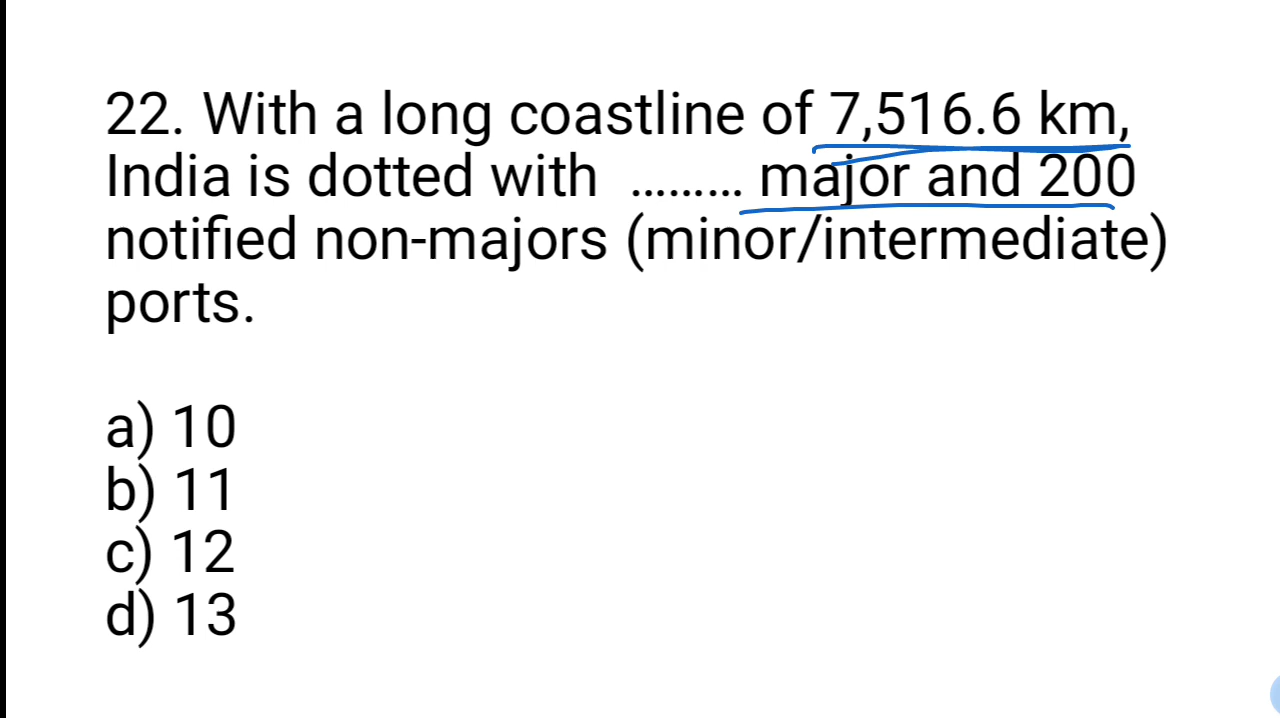 22. With a long coastline of 7,516.6 km,
India is dotted with ......... major and 200
notified non-majors (minor/intermediate)
ports.
a) 10
b) 11
c) 12
d) 13